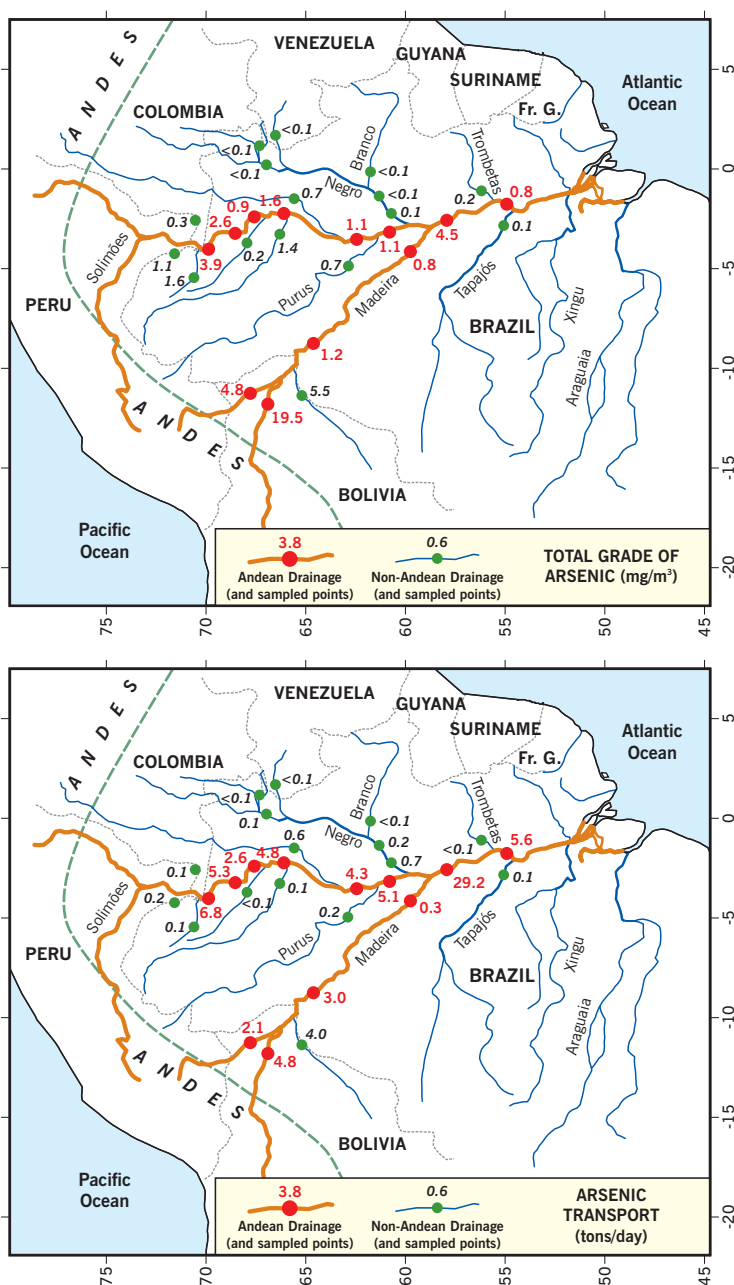 ANDES
VENEZUELA
GUYANA
SURINAME
Fr. G.
Atlantic
Ocean
COLOMBIA
<0.1
<0.1
<0.1
Branco
<0.1
Negro
<0.1
0.1
Trombetas
0.2
0.8
0.1
0.7
0.3
0.9
1.6
2.6
3.9
1.1
1.6
0.2
1.4
1.1
1.1
4.5
0.8
0.7
Solimões
PERU
Purus
Madeira
Tapajós
BRAZIL
Xingu
Araguaia
1.2
4.8
19.5
5.5
ANDES
BOLIVIA
Pacific
Ocean
3.8
Andean Drainage
(and sampled points)
0.6
Non-Andean Drainage
(and sampled points)
TOTAL GRADE OF
ARSENIC (mg/m³)
5
0
-5
-10
-15
-20
75
70
65
60
55
50
45
ANDES
VENEZUELA
GUYANA
SURINAME
Fr. G.
Atlantic
Ocean
COLOMBIA
<0.1
<0.1
0.1
Branco
<0.1
Negro
0.2
0.7
Trombetas
<0.1
5.6
0.1
0.6
0.1
2.6
4.8
5.3
6.8
0.2
0.1
<0.1
0.1
4.3
5.1
29.2
0.3
0.2
Solimões
PERU
Purus
Madeira
Tapajós
BRAZIL
Xingu
Araguaia
3.0
2.1
4.8
4.0
ANDES
BOLIVIA
Pacific
Ocean
3.8
Andean Drainage
(and sampled points)
0.6
Non-Andean Drainage
(and sampled points)
ARSENIC
TRANSPORT
(tons/day)
5
0
-5
-10
-15
-20
75
70
65
60
55
50
45